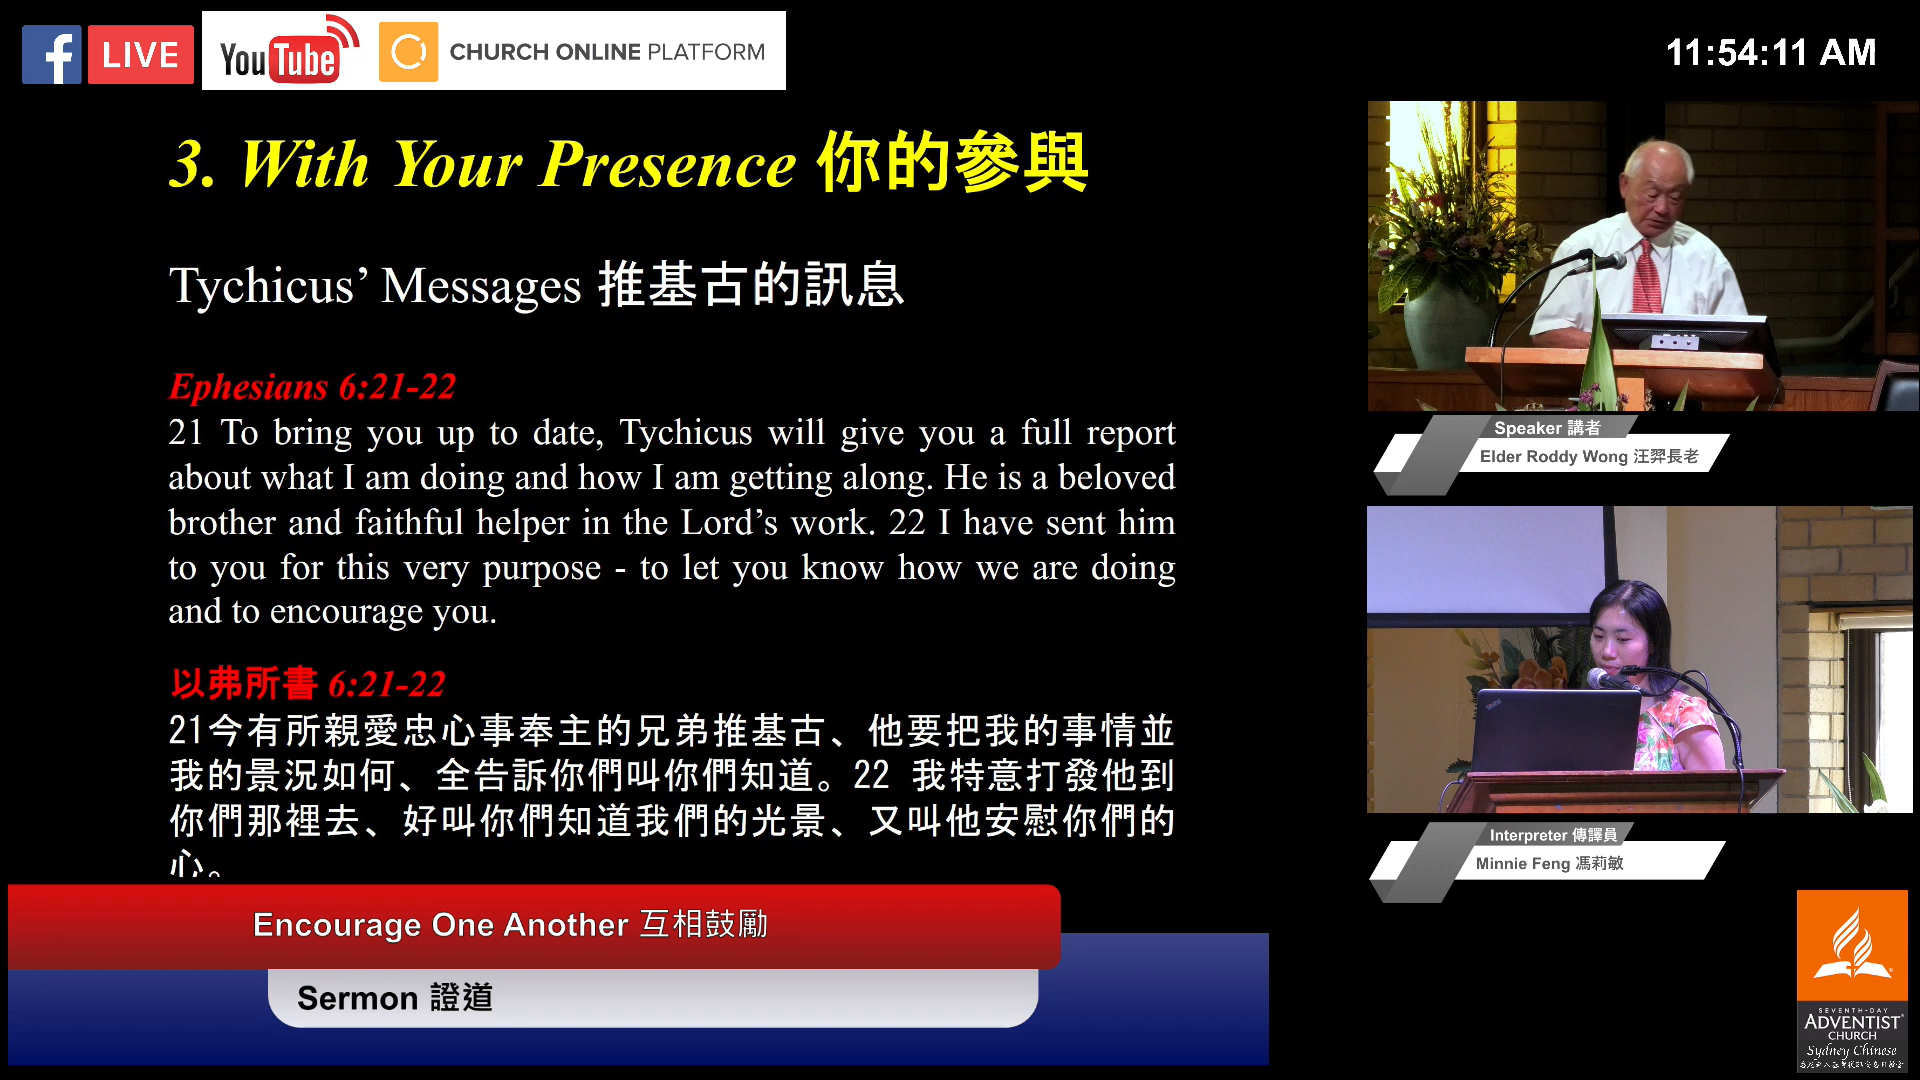 f LIVE YouTube CHURCH ONLINE PLATFORM
11:54:11 AM
3. With Your Presence 你的參與
Tychicus’ Messages 推基古的訊息
Ephesians 6:21-22
21 To bring you up to date, Tychicus will give you a full report
about what I am doing and how I am getting along. He is a beloved
brother and faithful helper in the Lord’s work. 22 I have sent him
to you for this very purpose - to let you know how we are doing
and to encourage you.
以弗所書 6:21-22
21今有所親愛忠心事奉主的兄弟推基古、他要把我的事情並
我的景況如何、全告訴你們叫你們知道。22 我特意打發他到
你們那裡去、好叫你們知道我們的光景、又叫他安慰你們的
心。
Encourage One Another 互相鼓勵
Sermon 證道
Speaker 講者
Elder Roddy Wong 汪羿長老
Interpreter 傳譯員
Minnie Feng 馮莉敏
SEVENTH-DAY
ADVENTIST
CHURCH
Sydney Chinese